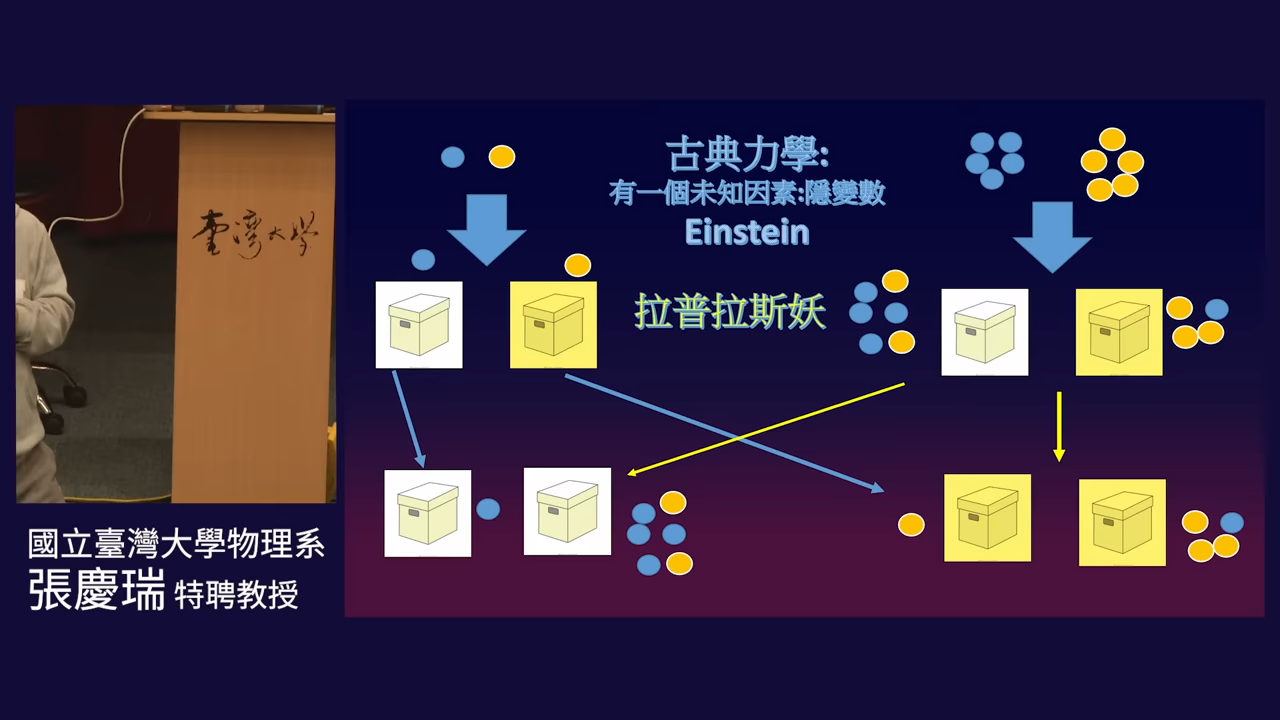 古典力學:
有一個未知因素:隱變數
Einstein
拉普拉斯妖
臺灣大學
國立臺灣大學物理系
張慶瑞 特聘教授